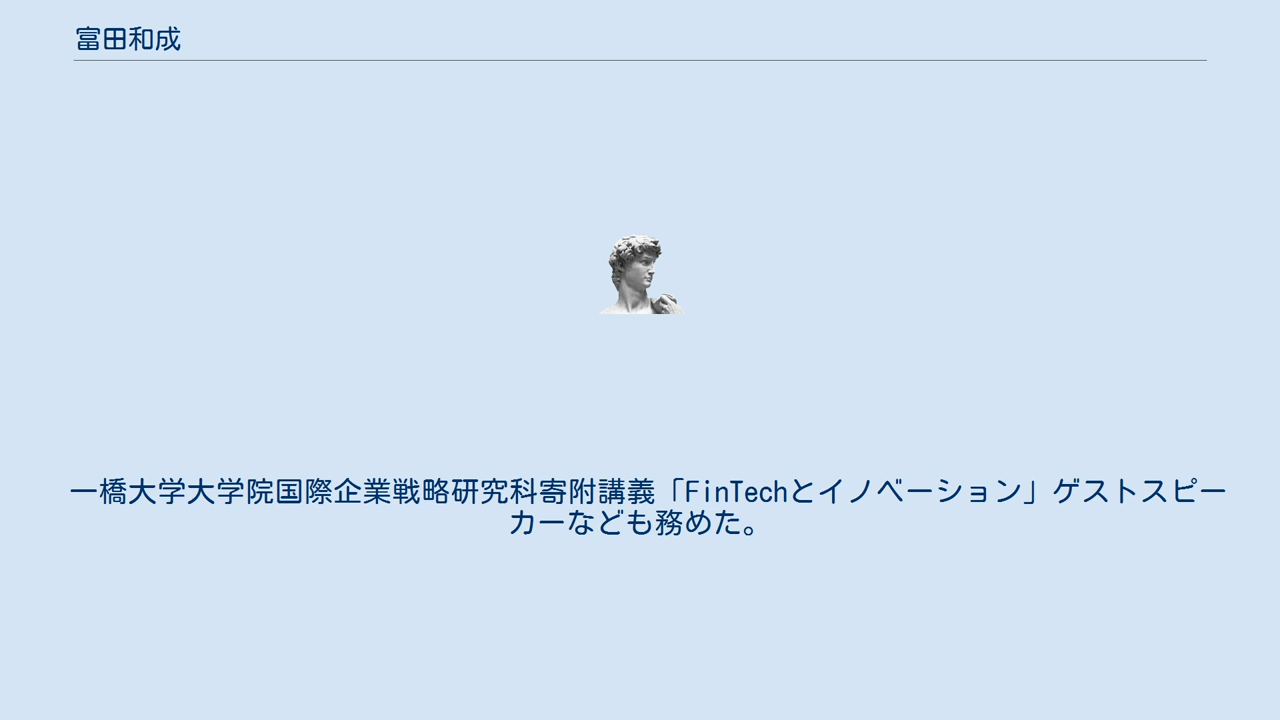 富田和成
一橋大学大学院国際企業戦略研究科寄附講義「FinTechとイノベーション」ゲストスピー
カーなども務めた。